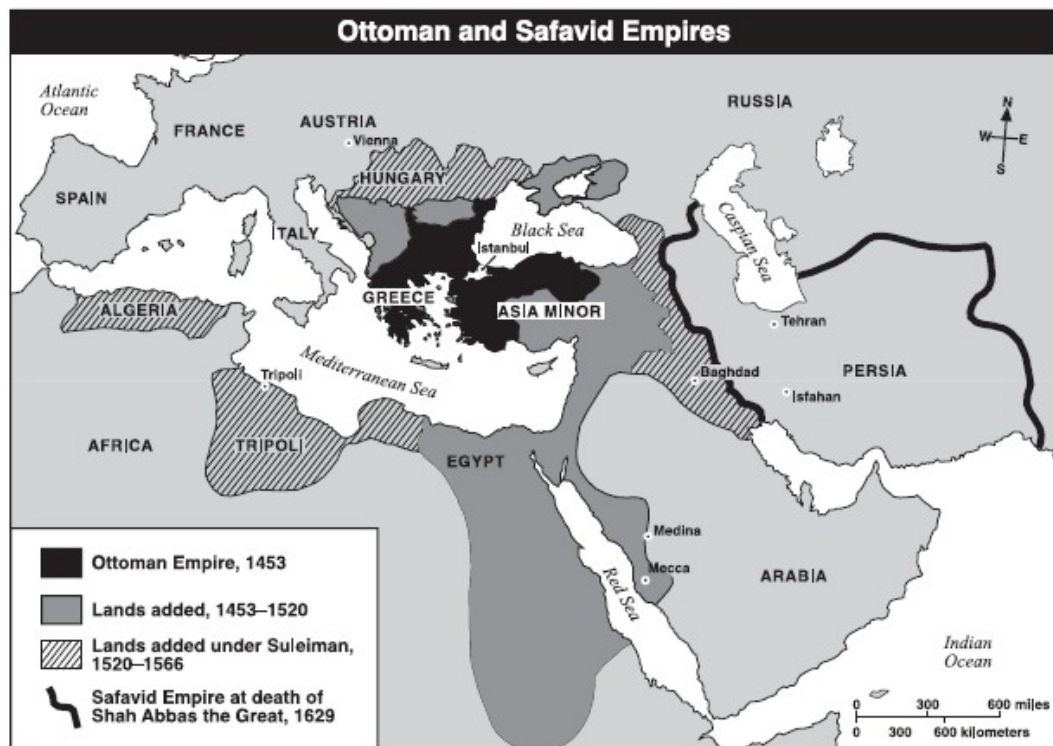 Ottoman and Safavid Empires
Atlantic
Ocean
RUSSIA
N
W
E
S
FRANCE
AUSTRIA
Vienna
HUNGARY
SPAIN
ITALY
Black Sea
Istanbul
Caspian Sea
ALGERIA
GREECE
ASIA MINOR
Tehran
Mediterranean Sea
Tripoli
Baghdad
PERSIA
Isfahan
AFRICA
TRIPOLI
EGYPT
Medina
Mecca
ARABIA
Red Sea
Indian
Ocean
Ottoman Empire, 1453
Lands added, 1453–1520
Lands added under Suleiman,
1520–1566
Safavid Empire at death of
Shah Abbas the Great, 1629
0 300 600 miles
0 300 600 kilometers